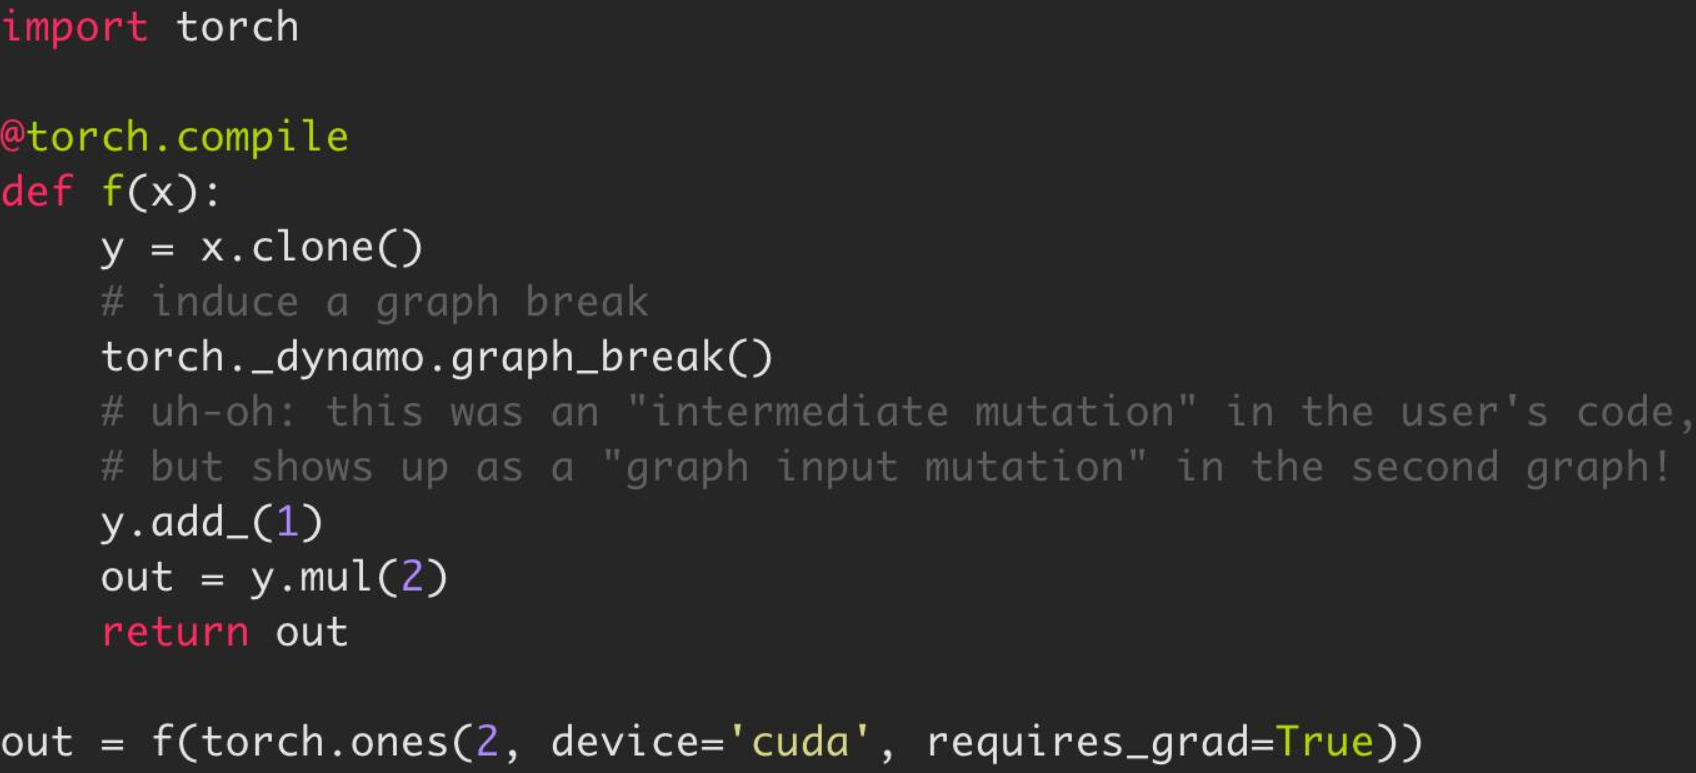 import torch
@torch.compile
def f(x):
    y = x.clone()
    # induce a graph break
    torch._dynamo.graph_break()
    # uh-oh: this was an "intermediate mutation" in the user's code,
    # but shows up as a "graph input mutation" in the second graph!
    y.add_(1)
    out = y.mul(2)
    return out
out = f(torch.ones(2, device='cuda', requires_grad=True))